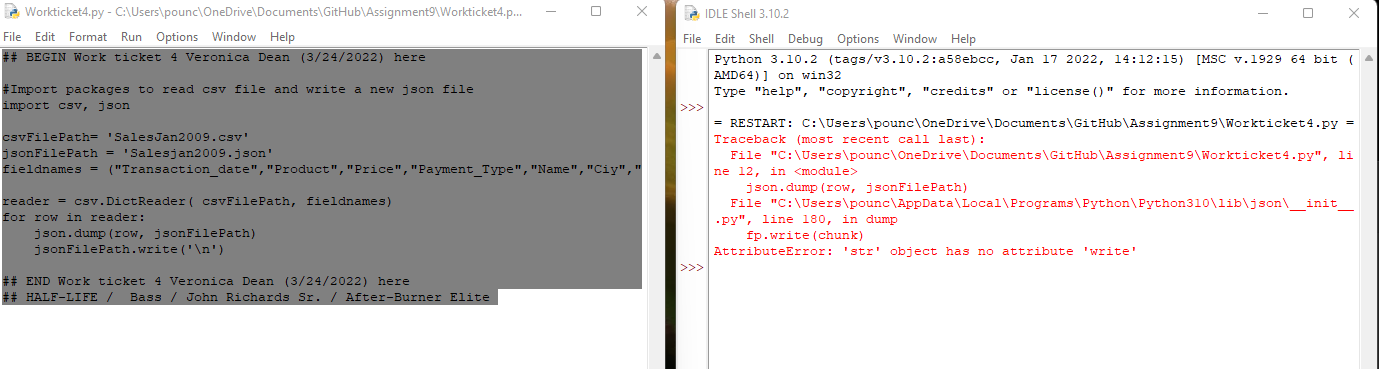 Workticket4.py - C:\Users\pounc\OneDrive\Documents\GitHub\Assignment9\Workticket4.p...
File Edit Format Run Options Window Help
## BEGIN Work ticket 4 Veronica Dean (3/24/2022) here
#Import packages to read csv file and write a new json file
import csv, json
csvFilePath= 'SalesJan2009.csv'
jsonFilePath = 'Salesjan2009.json'
fieldnames = ("Transaction_date","Product","Price","Payment_Type","Name","Ciy","
reader = csv.DictReader( csvFilePath, fieldnames)
for row in reader:
    json.dump(row, jsonFilePath)
    jsonFilePath.write('\n')
## END Work ticket 4 Veronica Dean (3/24/2022) here
## HALF-LIFE /  Bass / John Richards Sr. / After-Burner Elite
IDLE Shell 3.10.2
File Edit Shell Debug Options Window Help
Python 3.10.2 (tags/v3.10.2:a58ebcc, Jan 17 2022, 14:12:15) [MSC v.1929 64 bit (
AMD64)] on win32
Type "help", "copyright", "credits" or "license()" for more information.
>>>
= RESTART: C:\Users\pounc\OneDrive\Documents\GitHub\Assignment9\Workticket4.py =
Traceback (most recent call last):
  File "C:\Users\pounc\OneDrive\Documents\GitHub\Assignment9\Workticket4.py", li
ne 12, in <module>
    json.dump(row, jsonFilePath)
  File "C:\Users\pounc\AppData\Local\Programs\Python\Python310\lib\json\__init__
.py", line 180, in dump
    fp.write(chunk)
AttributeError: 'str' object has no attribute 'write'
>>>